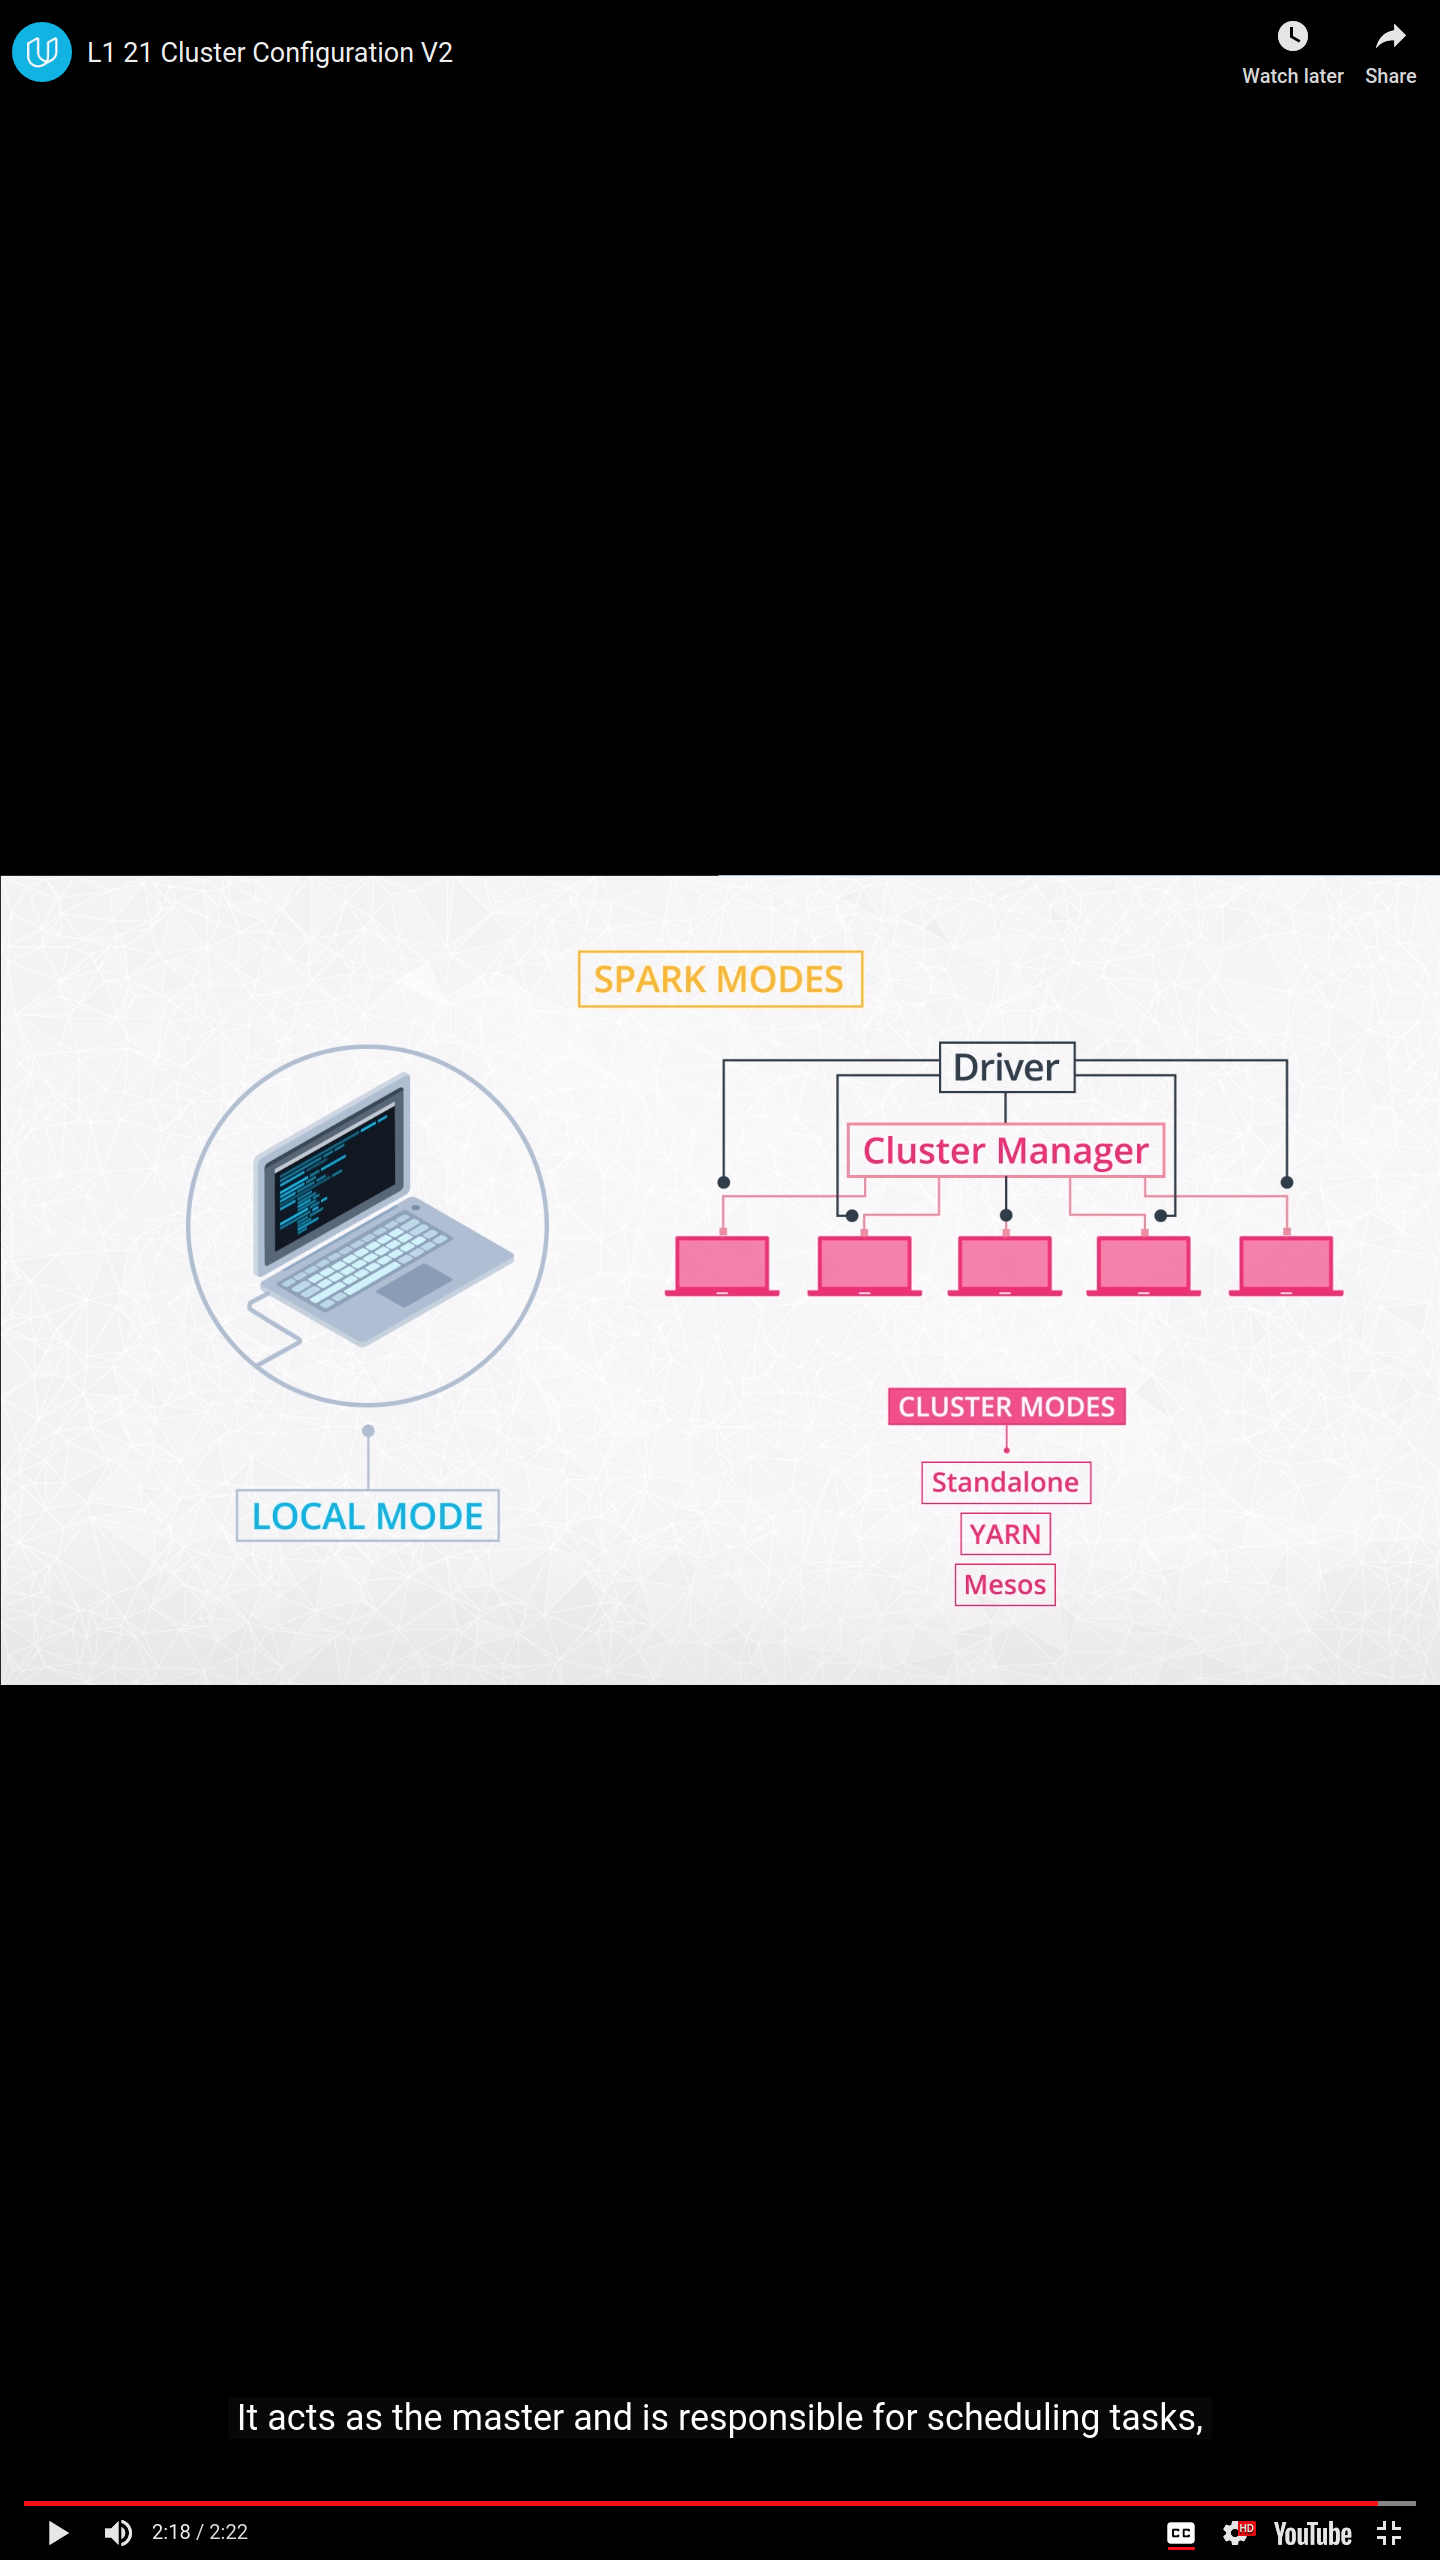 L1 21 Cluster Configuration V2
Watch later
Share
SPARK MODES
Driver
Cluster Manager
CLUSTER MODES
Standalone
YARN
Mesos
LOCAL MODE
It acts as the master and is responsible for scheduling tasks,
2:18 / 2:22
CC
HD
YouTube